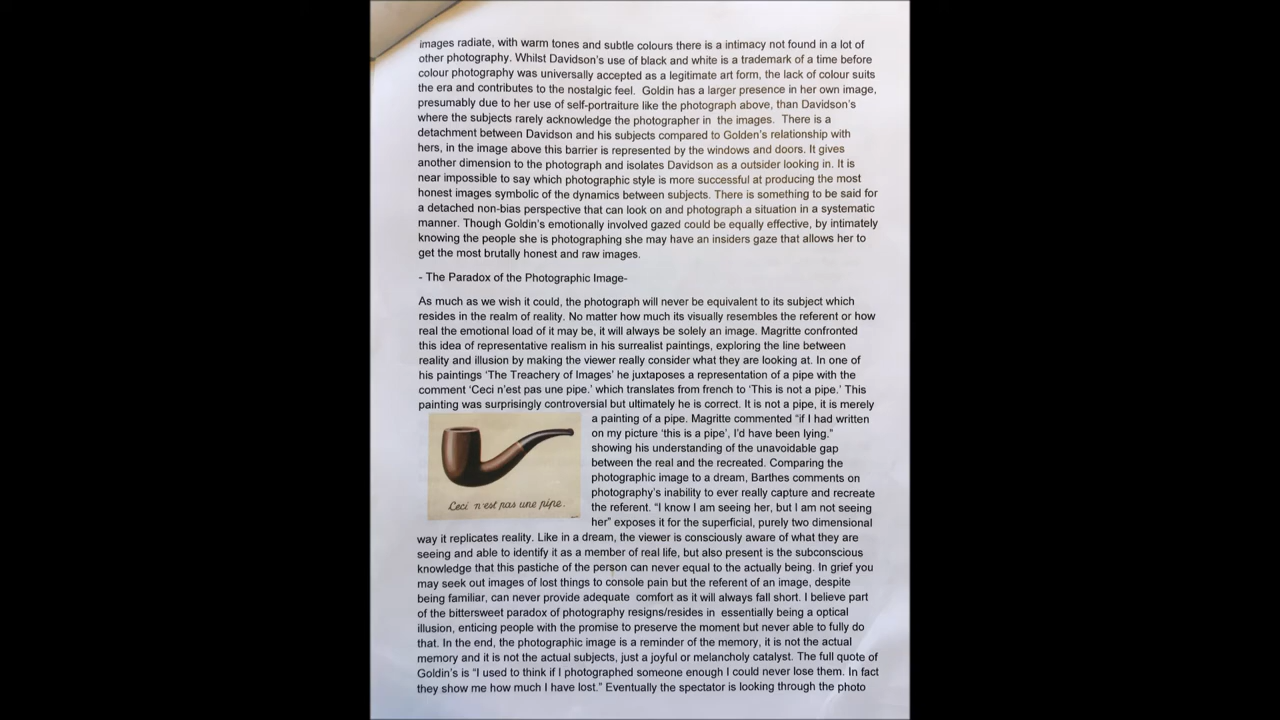 images radiate, with warm tones and subtle colours there is a intimacy not found in a lot of
other photography. Whilst Davidson's use of black and white is a trademark of a time before
colour photography was universally accepted as a legitimate art form, the lack of colour suits
the era and contributes to the nostalgic feel.  Goldin has a larger presence in her own image,
presumably due to her use of self-portraiture like the photograph above, than Davidson's
where the subjects rarely acknowledge the photographer in  the images.  There is a
detachment between Davidson and his subjects compared to Golden's relationship with
hers, in the image above this barrier is represented by the windows and doors. It gives
another dimension to the photograph and isolates Davidson as a outsider looking in. It is
near impossible to say which photographic style is more successful at producing the most
honest images symbolic of the dynamics between subjects. There is something to be said for
a detached non-bias perspective that can look on and photograph a situation in a systematic
manner. Though Goldin's emotionally involved gazed could be equally effective, by intimately
knowing the people she is photographing she may have an insiders gaze that allows her to
get the most brutally honest and raw images.
- The Paradox of the Photographic Image-
As much as we wish it could, the photograph will never be equivalent to its subject which
resides in the realm of reality. No matter how much its visually resembles the referent or how
real the emotional load of it may be, it will always be solely an image. Magritte confronted
this idea of representative realism in his surrealist paintings, exploring the line between
reality and illusion by making the viewer really consider what they are looking at. In one of
his paintings 'The Treachery of Images' he juxtaposes a representation of a pipe with the
comment 'Ceci n'est pas une pipe.' which translates from french to 'This is not a pipe.' This
painting was surprisingly controversial but ultimately he is correct. It is not a pipe, it is merely
a painting of a pipe. Magritte commented "if I had written
on my picture 'this is a pipe', I'd have been lying."
showing his understanding of the unavoidable gap
between the real and the recreated. Comparing the
photographic image to a dream, Barthes comments on
photography's inability to ever really capture and recreate
the referent. "I know I am seeing her, but I am not seeing
her" exposes it for the superficial, purely two dimensional
Ceci n'est pas une pipe.
way it replicates reality. Like in a dream, the viewer is consciously aware of what they are
seeing and able to identify it as a member of real life, but also present is the subconscious
knowledge that this pastiche of the person can never equal to the actually being. In grief you
may seek out images of lost things to console pain but the referent of an image, despite
being familiar, can never provide adequate  comfort as it will always fall short. I believe part
of the bittersweet paradox of photography resigns/resides in  essentially being a optical
illusion, enticing people with the promise to preserve the moment but never able to fully do
that. In the end, the photographic image is a reminder of the memory, it is not the actual
memory and it is not the actual subjects, just a joyful or melancholy catalyst. The full quote of
Goldin's is "I used to think if I photographed someone enough I could never lose them. In fact
they show me how much I have lost." Eventually the spectator is looking through the photo